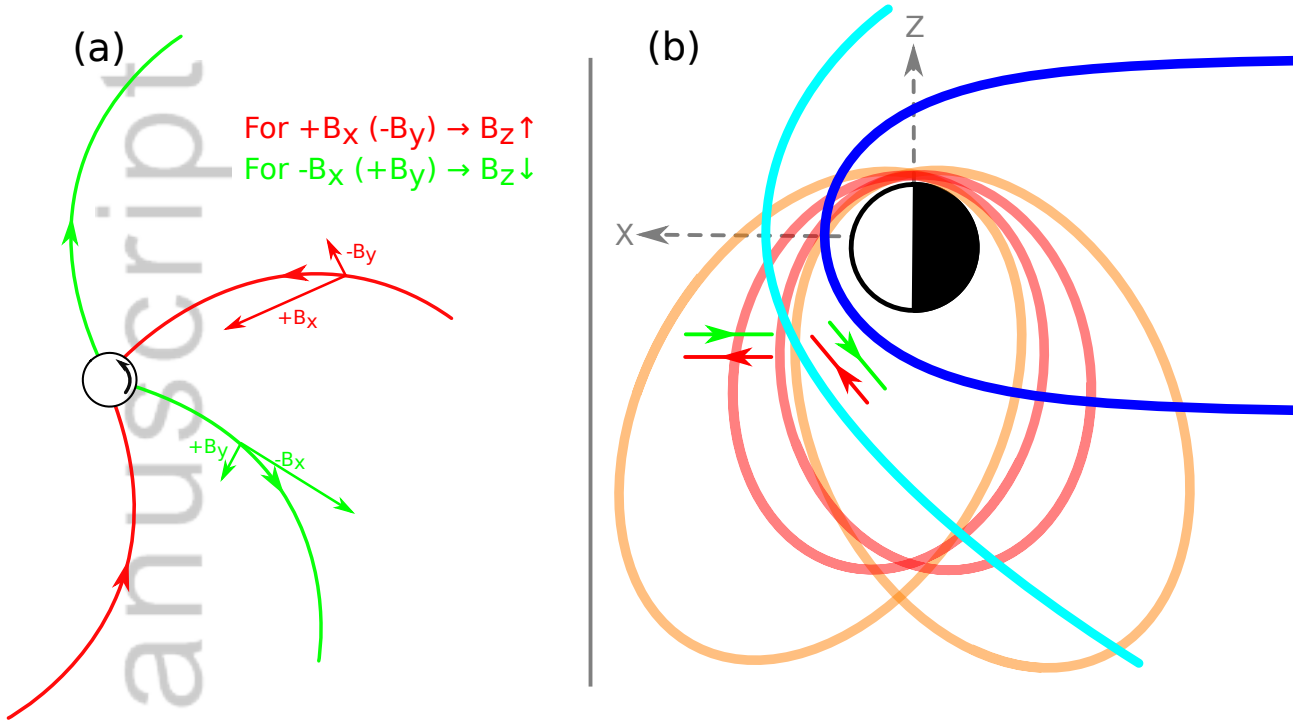 (a)
For +Bx (-By) → Bz↑
For -Bx (+By) → Bz↓
-By
+Bx
+By
-Bx
anuscript
(b)
Z
X